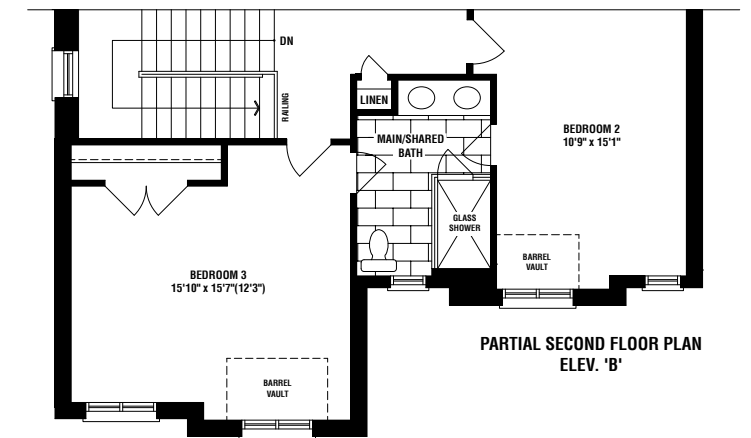 DN
RAILING
LINEN
MAIN/SHARED
BATH
BEDROOM 2
10'9" x 15'1"
GLASS
SHOWER
BARREL
VAULT
BEDROOM 3
15'10" x 15'7"(12'3")
BARREL
VAULT
PARTIAL SECOND FLOOR PLAN
ELEV. 'B'